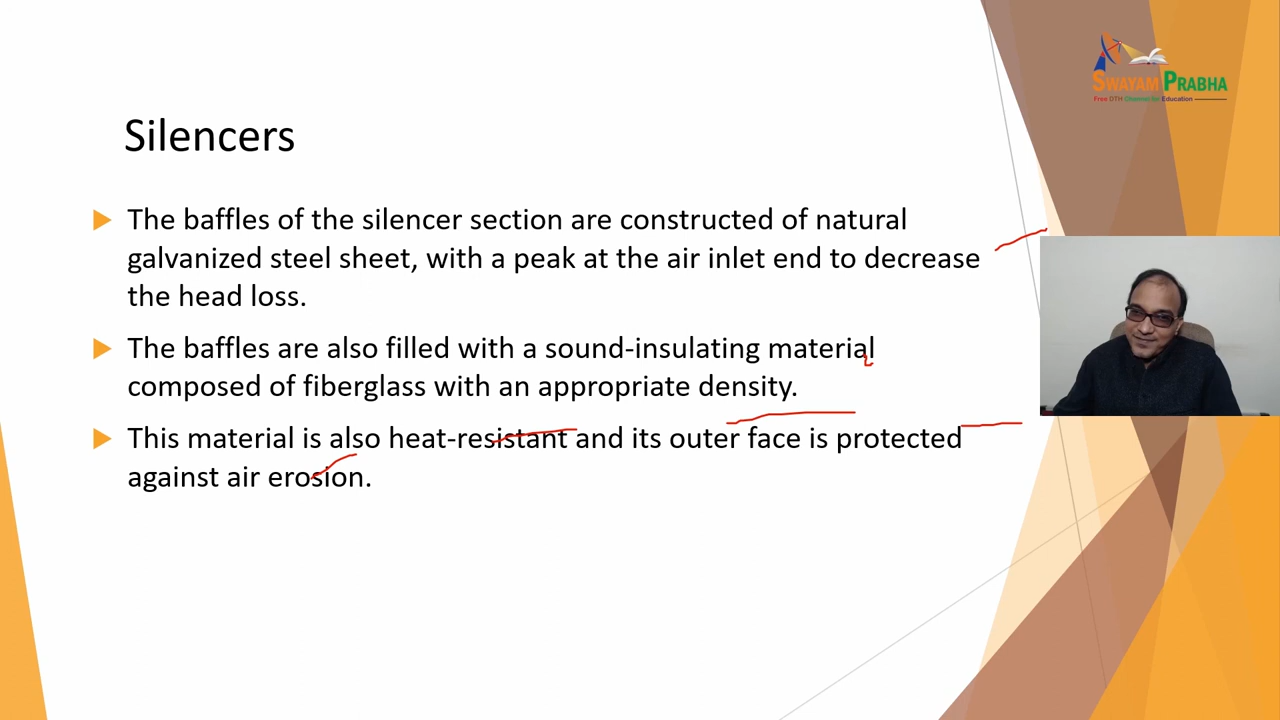 SWAYAM PRABHA
Free DTH Channel for Education
Silencers
The baffles of the silencer section are constructed of natural
galvanized steel sheet, with a peak at the air inlet end to decrease
the head loss.
The baffles are also filled with a sound-insulating material
composed of fiberglass with an appropriate density.
This material is also heat-resistant and its outer face is protected
against air erosion.